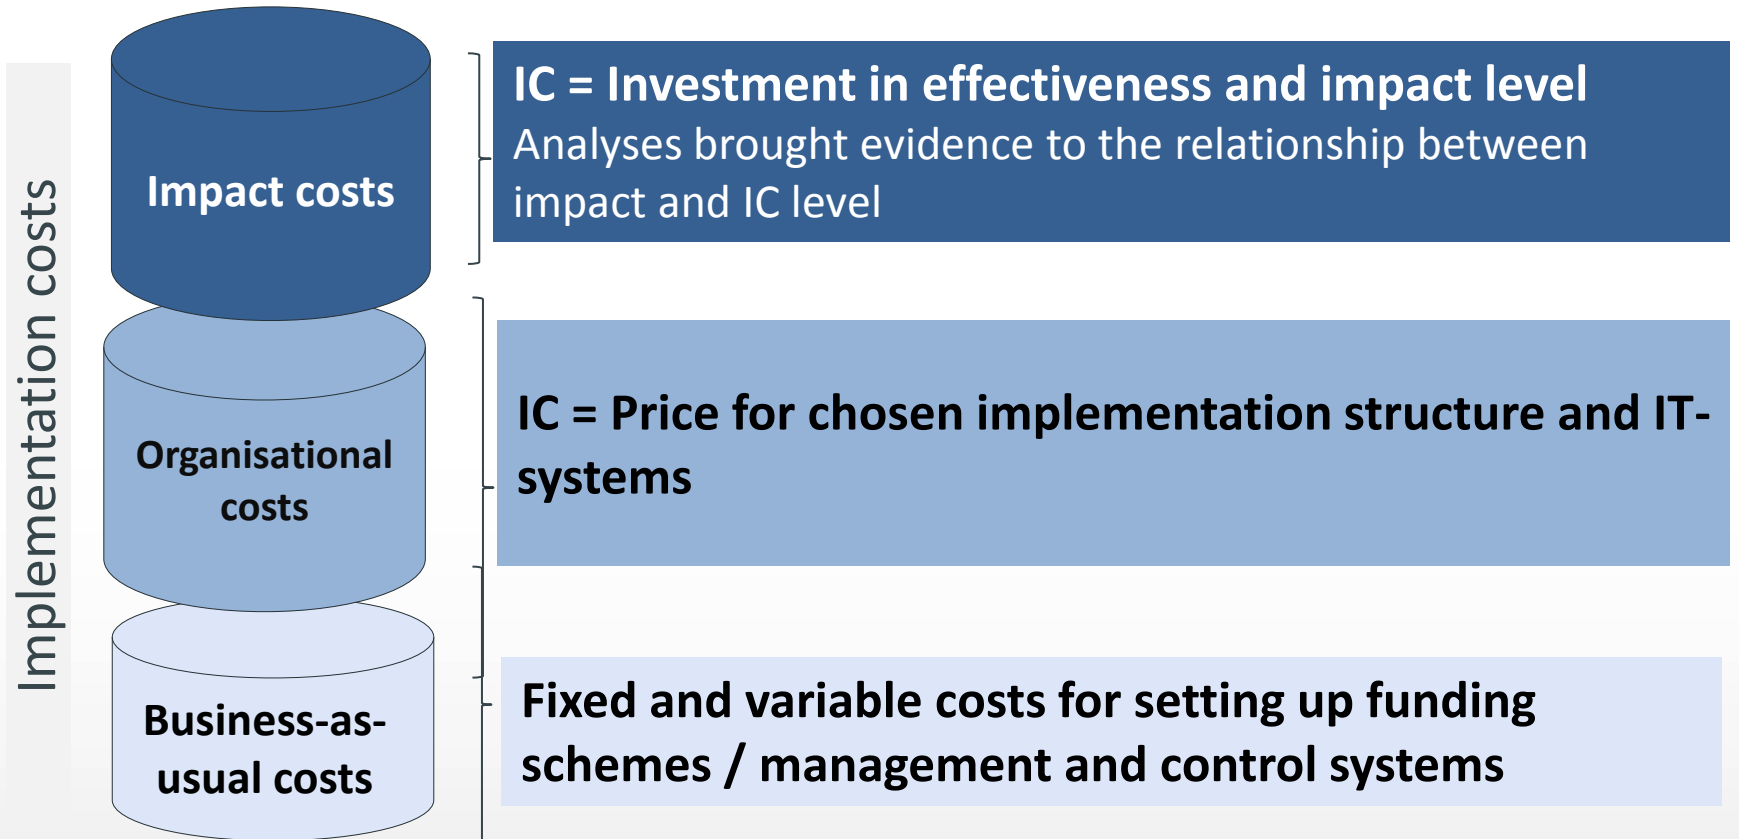 Implementation costs
Impact costs
IC = Investment in effectiveness and impact level
Analyses brought evidence to the relationship between
impact and IC level
Organisational
costs
IC = Price for chosen implementation structure and IT-
systems
Business-as-
usual costs
Fixed and variable costs for setting up funding
schemes / management and control systems